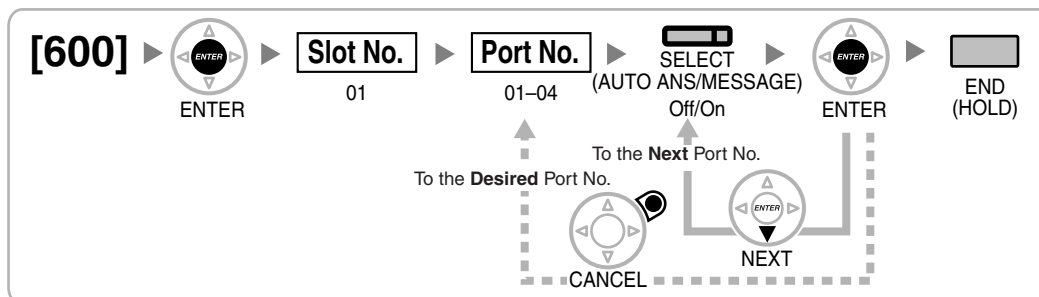 [600]
ENTER
ENTER
Slot No.
01
Port No.
01–04
SELECT
(AUTO ANS/MESSAGE)
Off/On
ENTER
ENTER
END
(HOLD)
To the Next Port No.
To the Desired Port No.
ENTER
NEXT
CANCEL